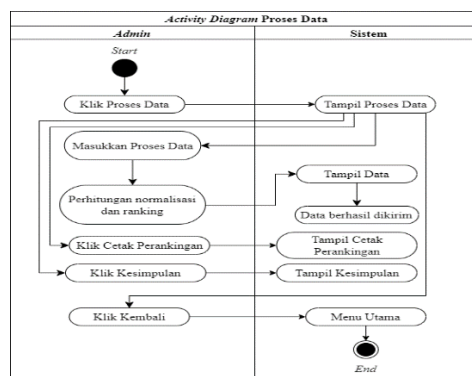 Activity Diagram Proses Data
Admin
Sistem
Start
Klik Proses Data
Tampil Proses Data
Masukkan Proses Data
Perhitungan normalisasi
dan ranking
Tampil Data
Data berhasil dikirim
Klik Cetak Perankingan
Tampil Cetak
Perankingan
Klik Kesimpulan
Tampil Kesimpulan
Klik Kembali
Menu Utama
End